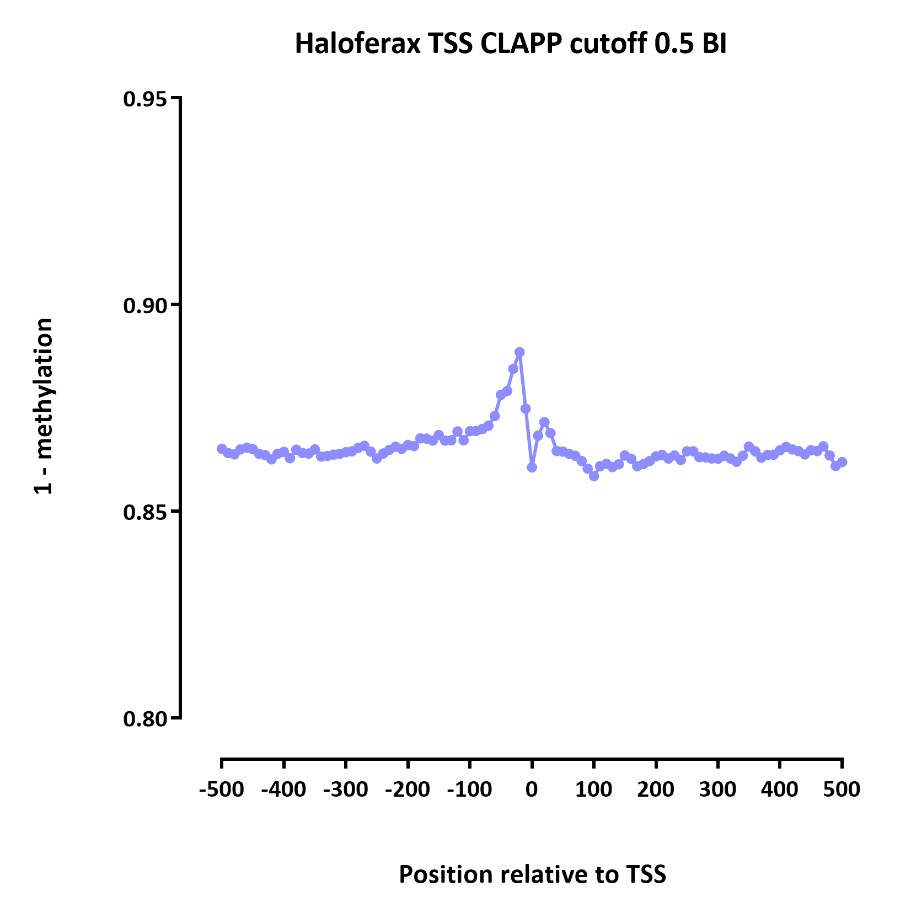 Haloferax TSS CLAPP cutoff 0.5 BI
0.95
0.90
0.85
0.80
1 - methylation
-500 -400 -300 -200 -100 0 100 200 300 400 500
Position relative to TSS